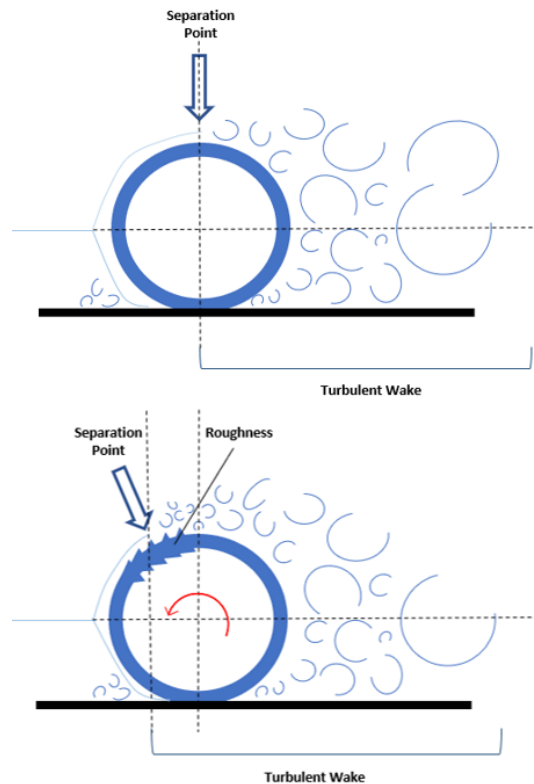 Separation
Point
Turbulent Wake
Separation
Point
Roughness
Turbulent Wake